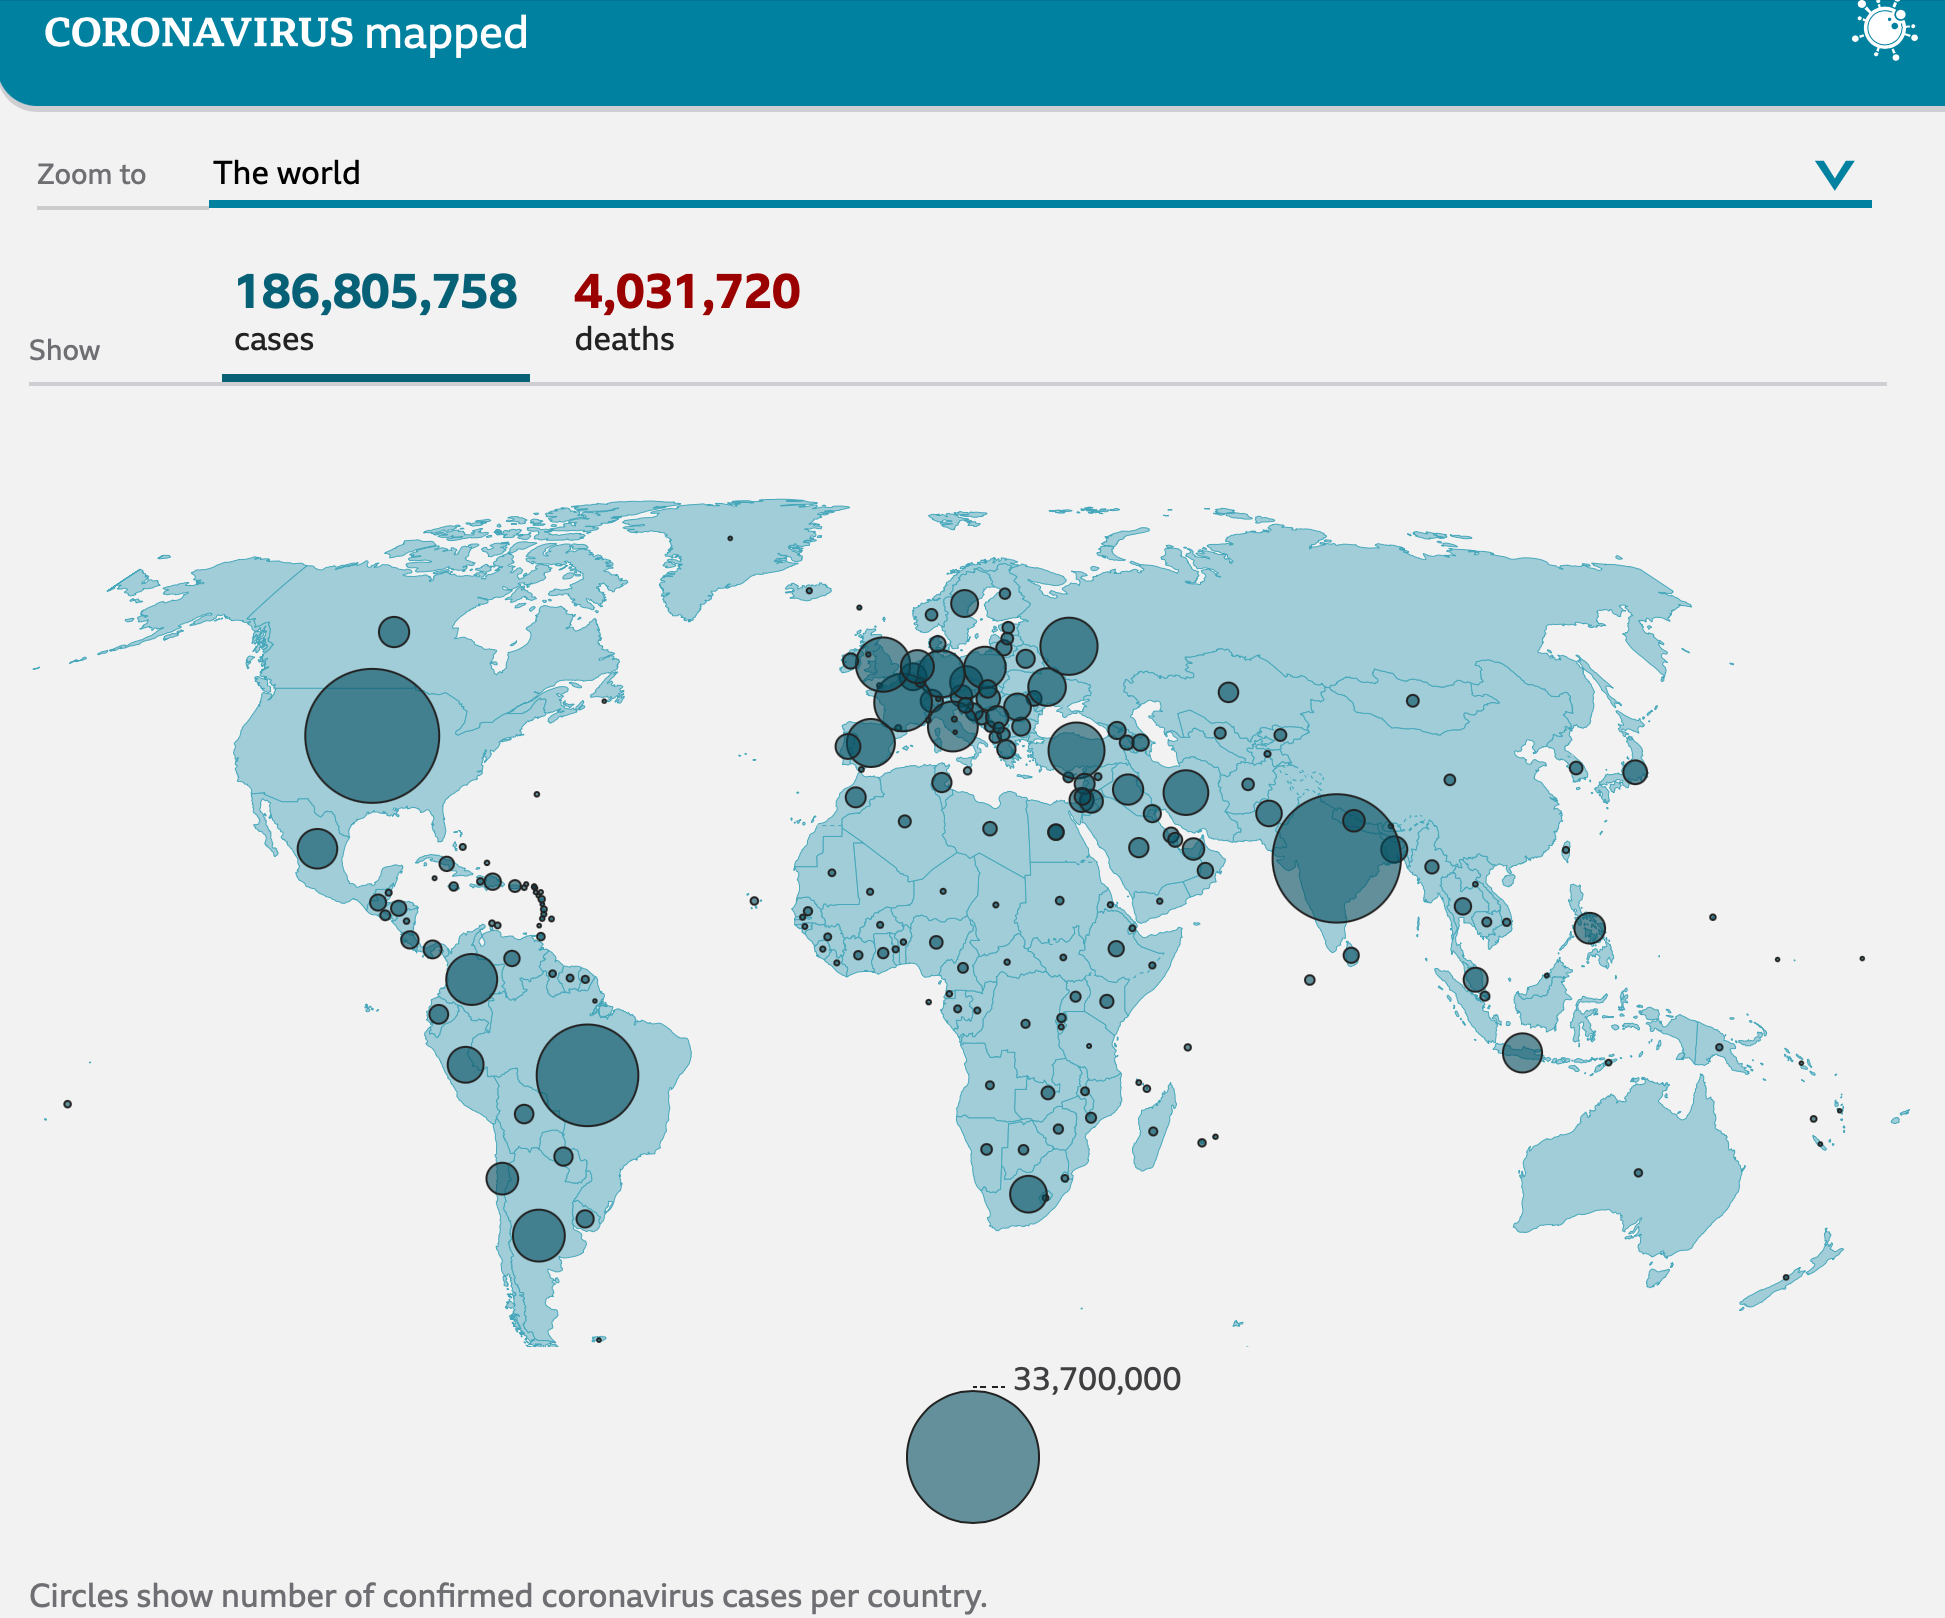 CORONAVIRUS mapped
Zoom to The world
186,805,758 4,031,720
Show cases deaths
33,700,000
Circles show number of confirmed coronavirus cases per country.